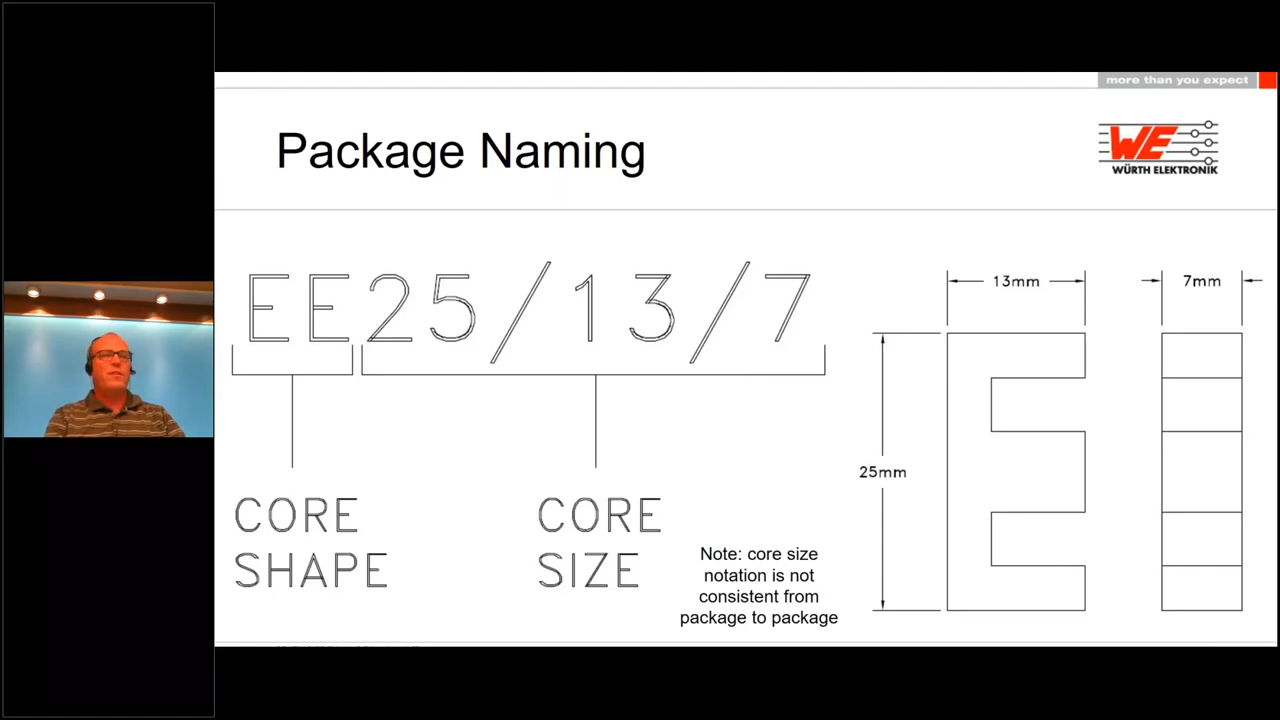 more than you expect
Package Naming
WE
WÜRTH ELEKTRONIK
EE25/13/7
CORE
SHAPE
CORE
SIZE
Note: core size
notation is not
consistent from
package to package
13mm
7mm
25mm